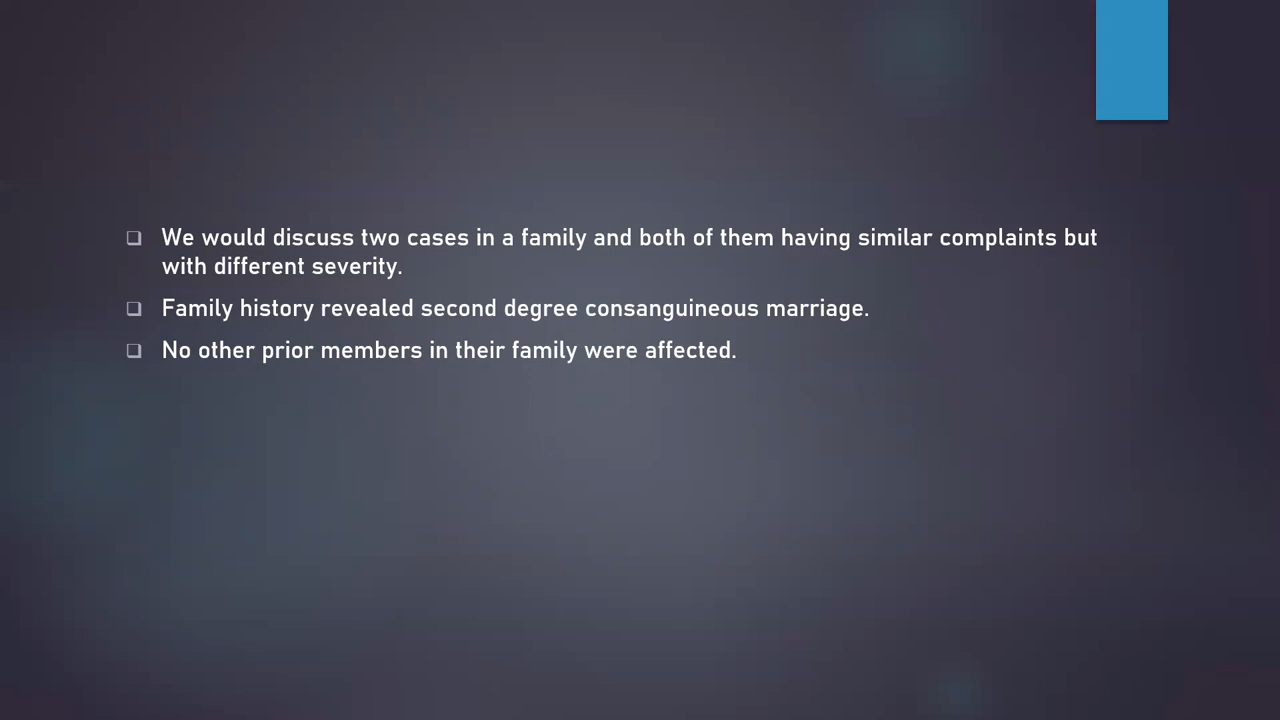 ❑ We would discuss two cases in a family and both of them having similar complaints but
with different severity.
❑ Family history revealed second degree consanguineous marriage.
❑ No other prior members in their family were affected.